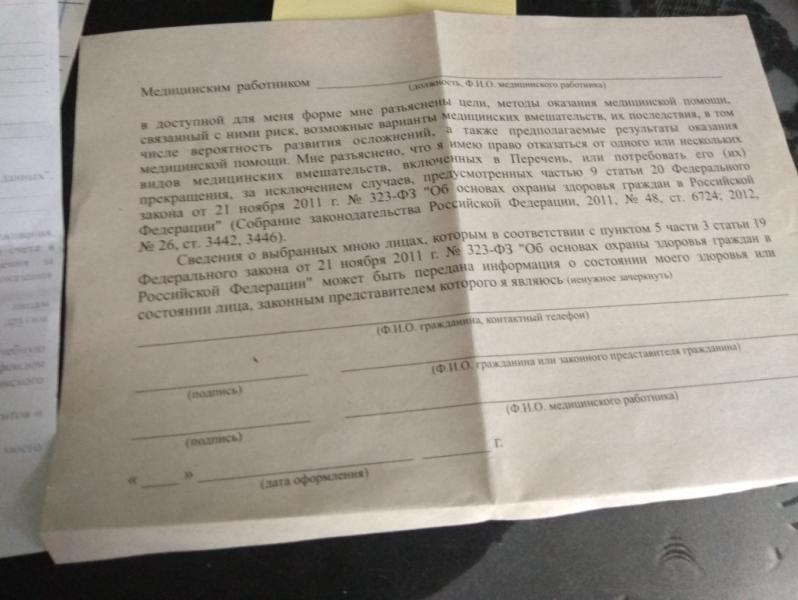 Медицинским работником
(должность, Ф.И.О. медицинского работника)
в доступной для меня форме мне разъяснены цели, методы оказания медицинской помощи,
связанный с ними риск, возможные варианты медицинских вмешательств, их последствия, в том
числе вероятность развития осложнений, а также предполагаемые результаты оказания
медицинской помощи. Мне разъяснено, что я имею право отказаться от одного или нескольких
видов медицинских вмешательств, включенных в Перечень, или потребовать его (их)
прекращения, за исключением случаев, предусмотренных частью 9 статьи 20 Федерального
закона от 21 ноября 2011 г. № 323-ФЗ "Об основах охраны здоровья граждан в Российской
Федерации" (Собрание законодательства Российской Федерации, 2011, № 48, ст. 6724; 2012,
№ 26, ст. 3442, 3446).
Сведения о выбранных мною лицах, которым в соответствии с пунктом 5 части 3 статьи 19
Федерального закона от 21 ноября 2011 г. № 323-ФЗ "Об основах охраны здоровья граждан в
Российской Федерации" может быть передана информация о состоянии моего здоровья или
состоянии лица, законным представителем которого я являюсь (ненужное зачеркнуть)
(Ф.И.О. гражданина, контактный телефон)
(подпись)
(Ф.И.О. гражданина или законного представителя гражданина)
(подпись)
(Ф.И.О. медицинского работника)
« » г.
(дата оформления)